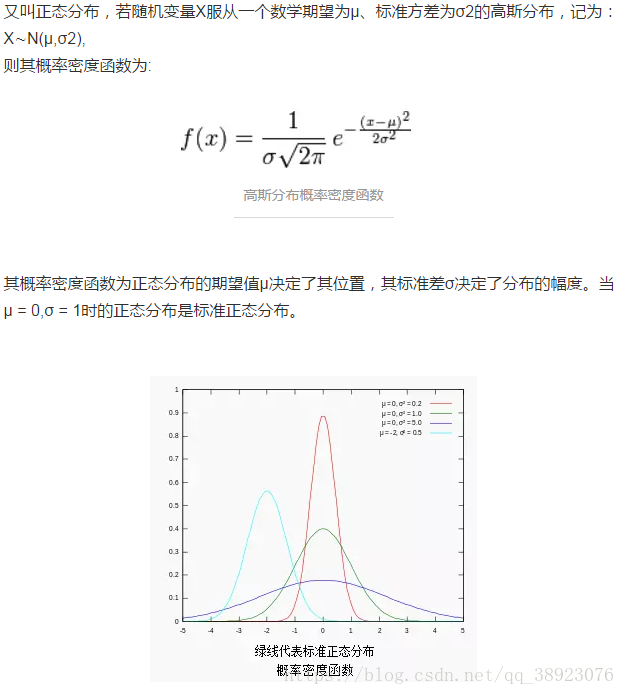 又叫正态分布，若随机变量X服从一个数学期望为μ、标准方差为σ2的高斯分布，记为：
X∼N(μ,σ2),
则其概率密度函数为:
f(x) = \frac{1}{σ\sqrt{2π}} e^{-\frac{(x-μ)^2}{2σ^2}}
高斯分布概率密度函数
其概率密度函数为正态分布的期望值μ决定了其位置，其标准差σ决定了分布的幅度。当
μ = 0,σ = 1时的正态分布是标准正态分布。
1
0.9
0.8
0.7
0.6
0.5
0.4
0.3
0.2
0.1
0
μ = 0, σ² = 0.2
μ = 0, σ² = 1.0
μ = 0, σ² = 5.0
μ = -2, σ² = 0.5
-5 -4 -3 -2 -1 0 1 2 3 4 5
绿线代表标准正态分布
概率密度函数
https://blog.csdn.net/qq_38923076